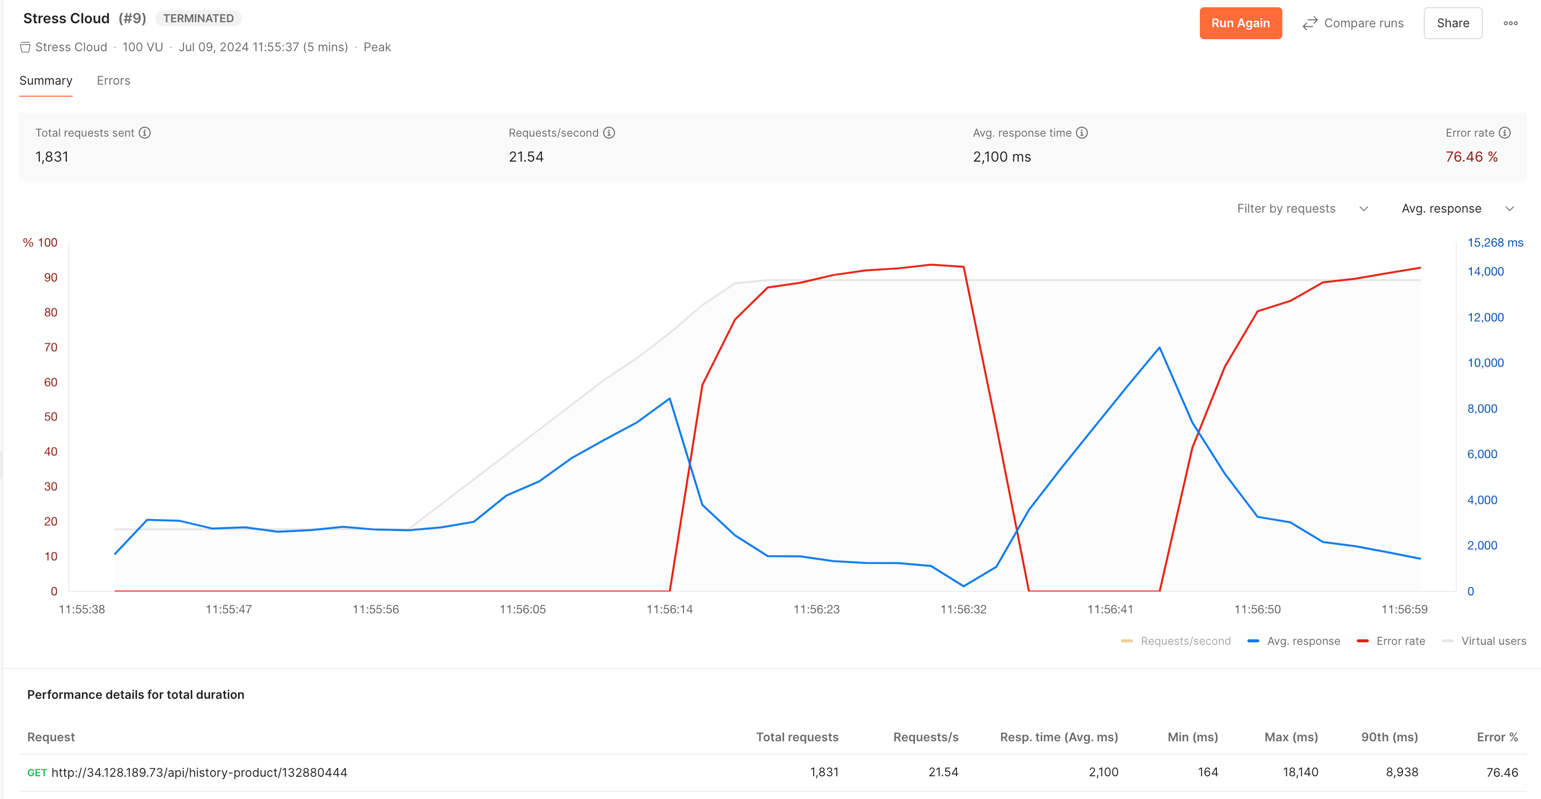 Stress Cloud (#9) TERMINATED
Run Again Compare runs Share
Stress Cloud · 100 VU · Jul 09, 2024 11:55:37 (5 mins) · Peak
Summary Errors
Total requests sent Requests/second Avg. response time Error rate
1,831 21.54 2,100 ms 76.46 %
Filter by requests Avg. response
% 100 15,268 ms
90 14,000
80 12,000
70 10,000
60 8,000
50 6,000
40 4,000
30 2,000
20 0
10
0
11:55:38 11:55:47 11:55:56 11:56:05 11:56:14 11:56:23 11:56:32 11:56:41 11:56:50 11:56:59
Requests/second Avg. response Error rate Virtual users
Performance details for total duration
Request Total requests Requests/s Resp. time (Avg. ms) Min (ms) Max (ms) 90th (ms) Error %
GET http://34.128.189.73/api/history-product/132880444 1,831 21.54 2,100 164 18,140 8,938 76.46